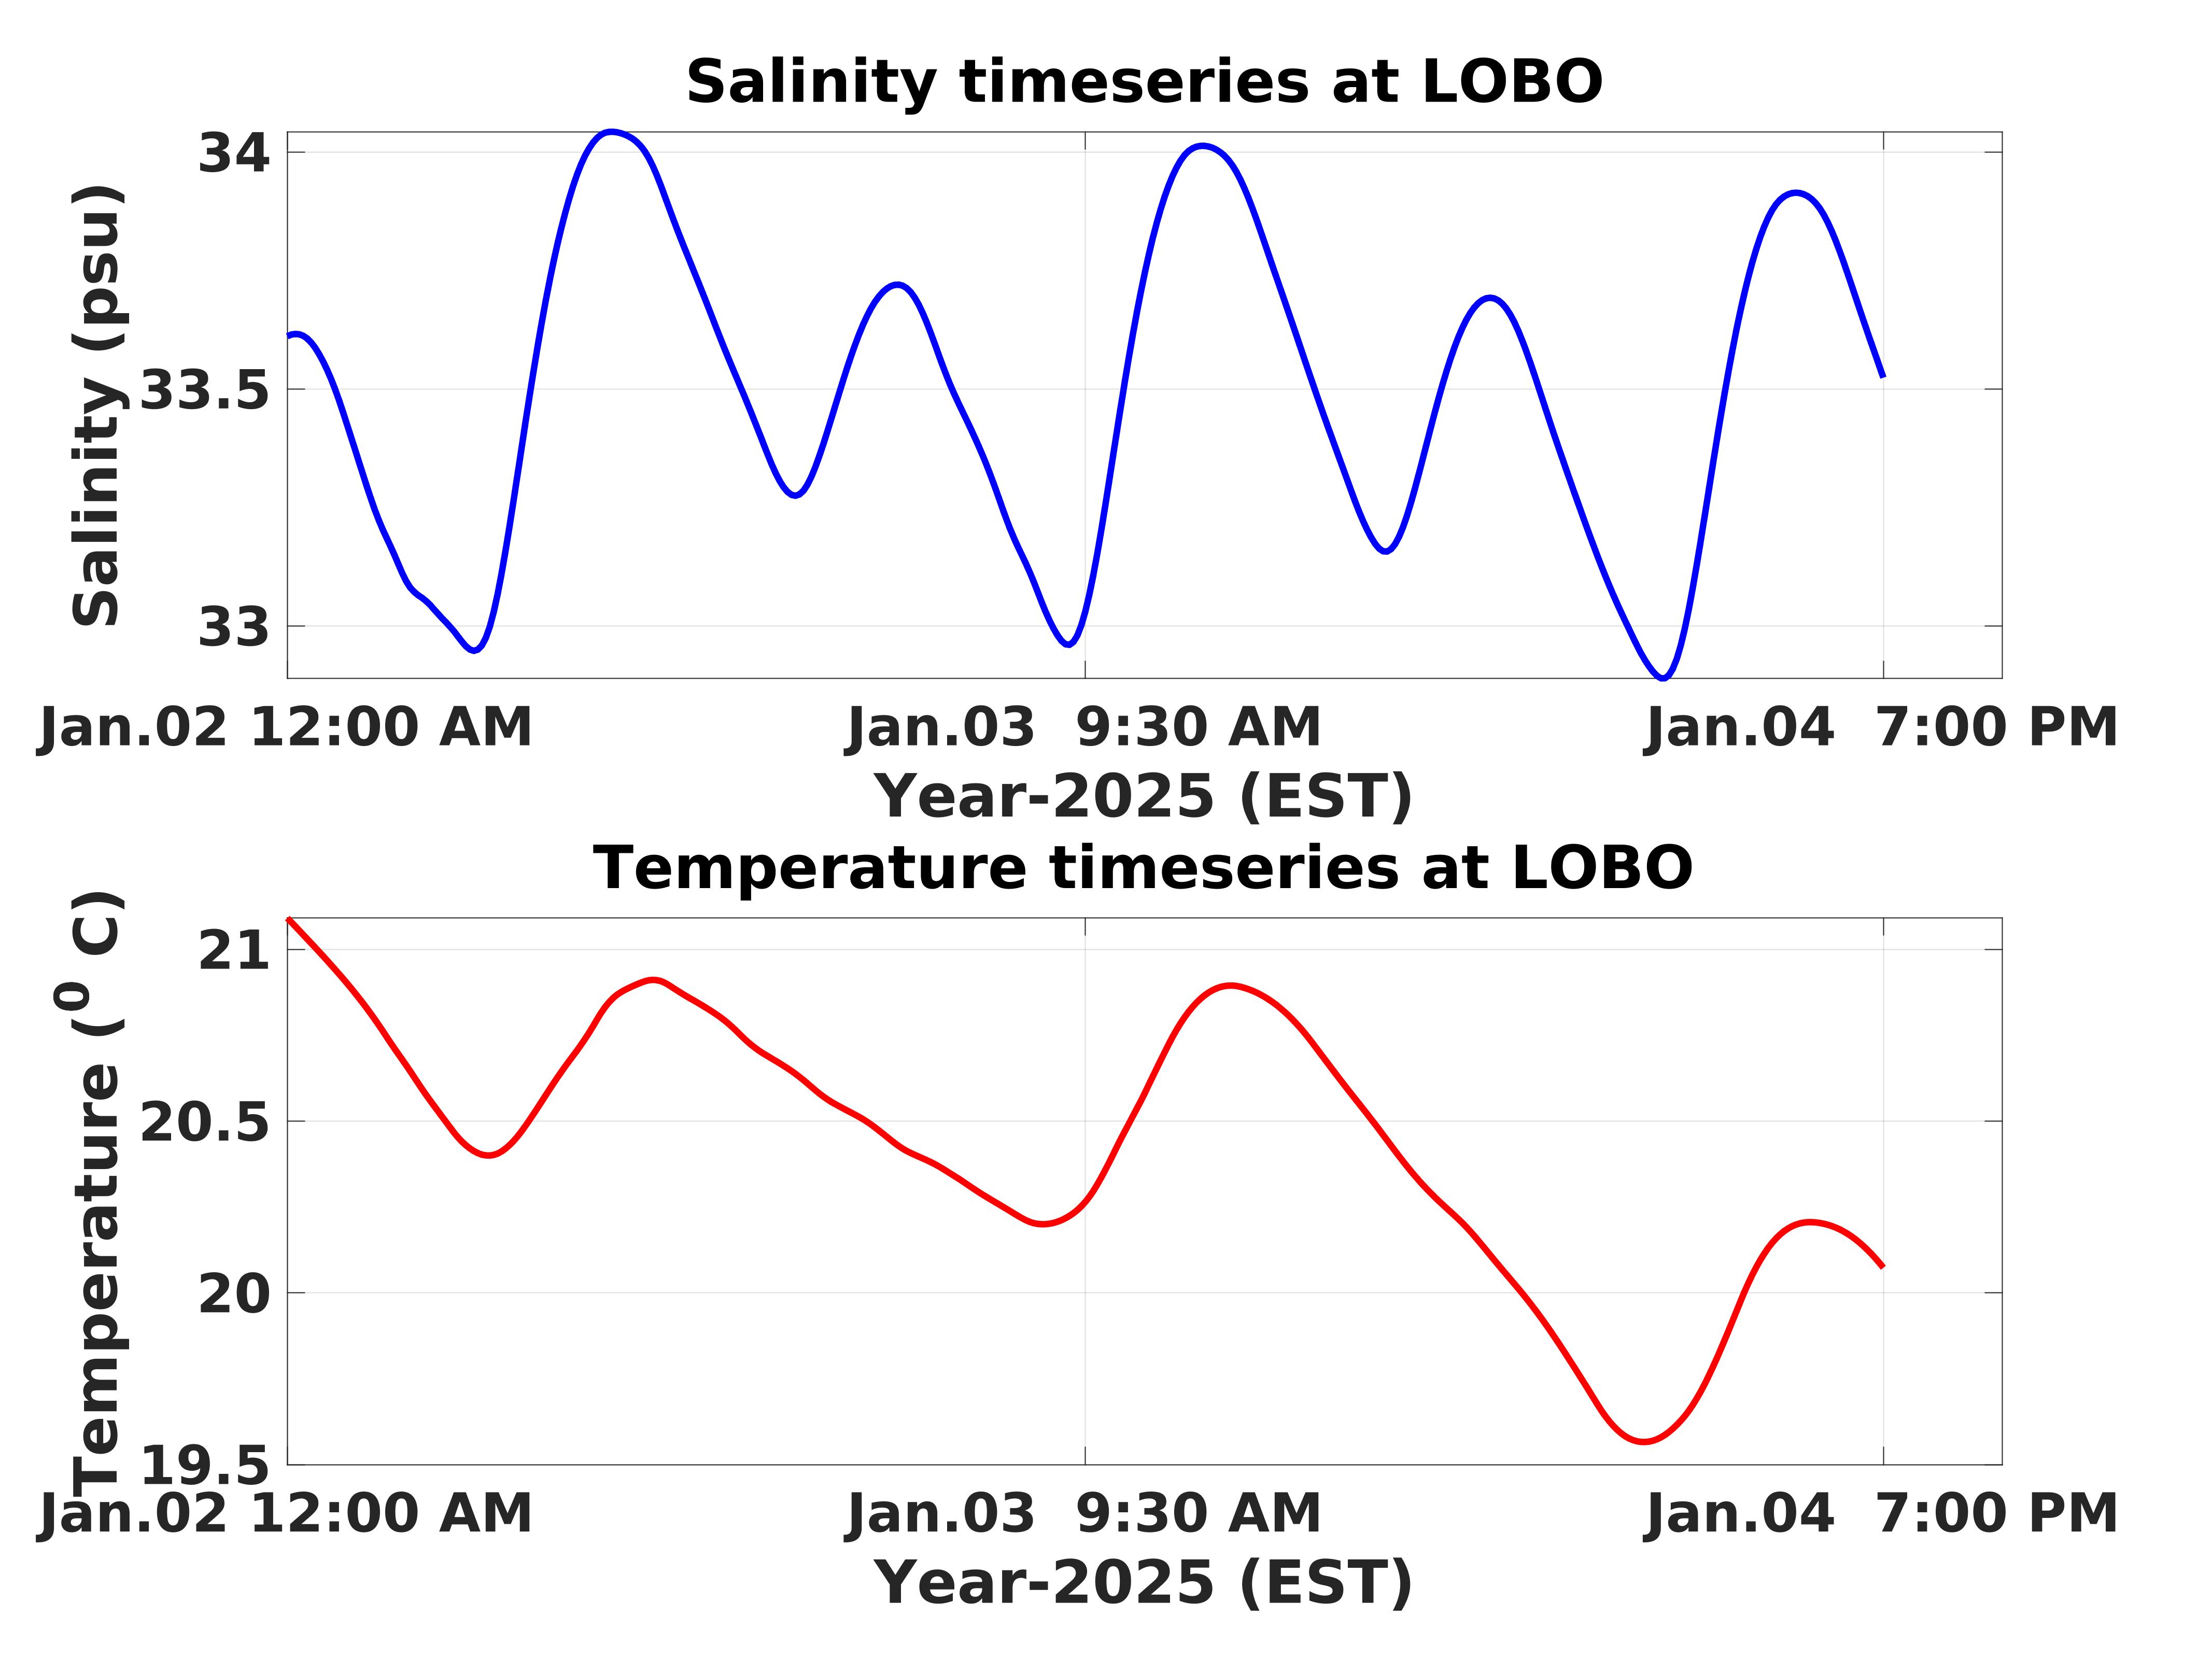 Salinity timeseries at LOBO
Salinity (psu)
34
33.5
33
Jan.02 12:00 AM
Jan.03  9:30 AM
Jan.04  7:00 PM
Year-2025 (EST)
Temperature timeseries at LOBO
Temperature (⁰ C)
21
20.5
20
19.5
Jan.02 12:00 AM
Jan.03  9:30 AM
Jan.04  7:00 PM
Year-2025 (EST)